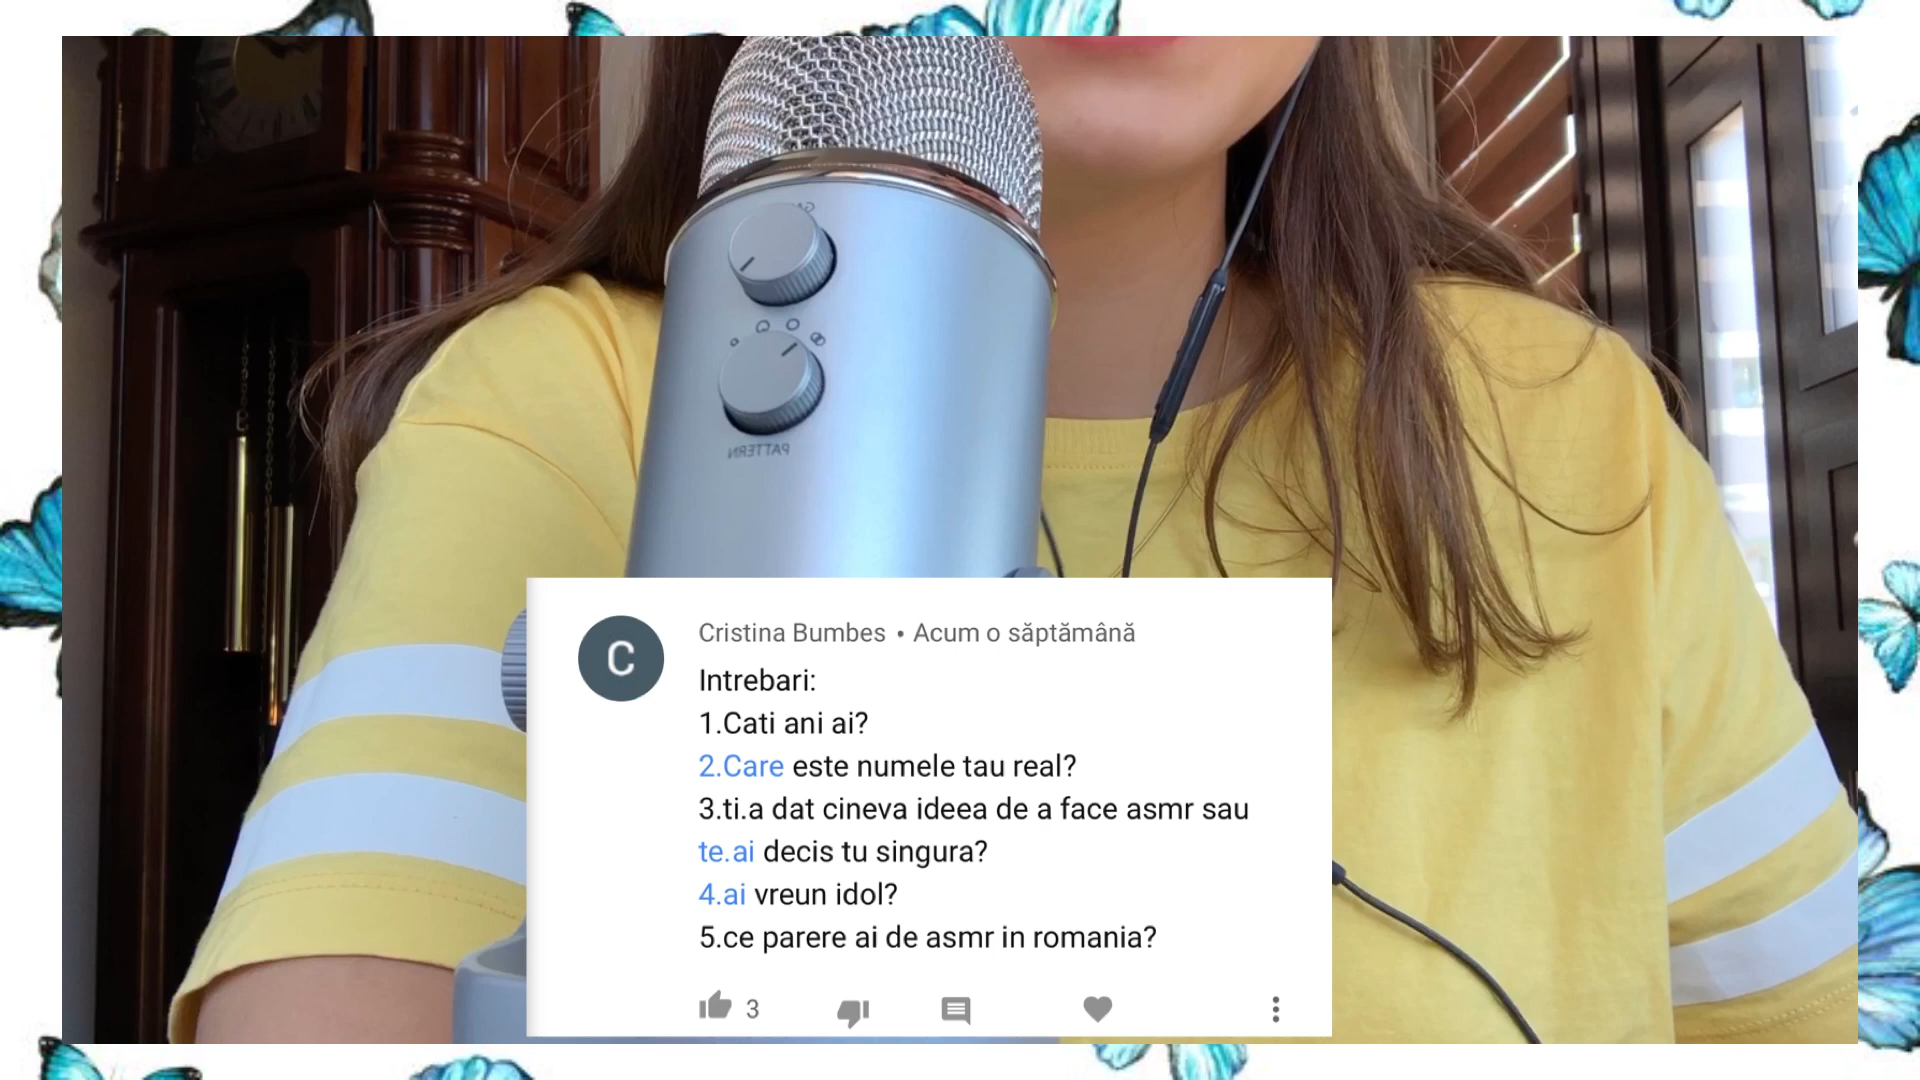 GAIN
PATTERN
Cristina Bumbes • Acum o săptămână
Intrebari:
1.Cati ani ai?
2.Care este numele tau real?
3.ti.a dat cineva ideea de a face asmr sau
te.ai decis tu singura?
4.ai vreun idol?
5.ce parere ai de asmr in romania?
3